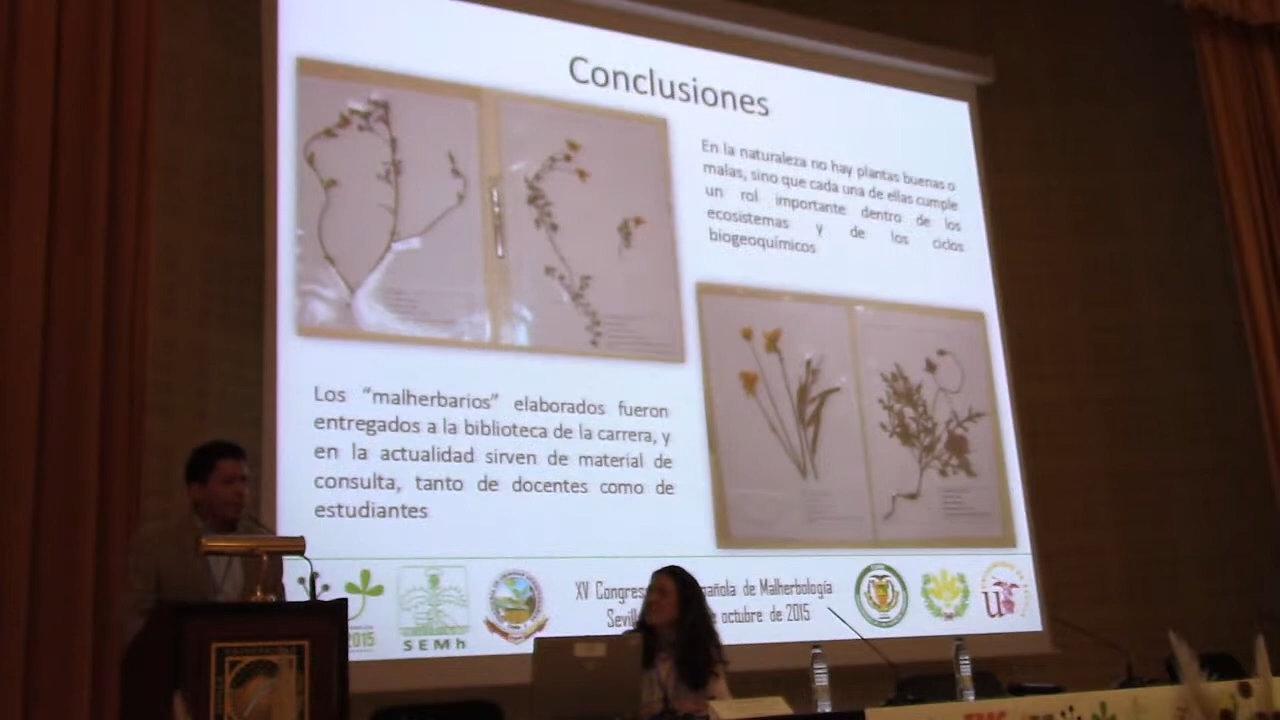 Conclusiones
En la naturaleza no hay plantas buenas o
malas, sino que cada una de ellas cumple
un rol importante dentro de los
ecosistemas y de los ciclos
biogeoquímicos
Los “malherbarios” elaborados fueron
entregados a la biblioteca de la carrera, y
en la actualidad sirven de material de
consulta, tanto de docentes como de
estudiantes
2015
SEMh
XV Congres pañola de Malherbología
Sevill octubre de 2015